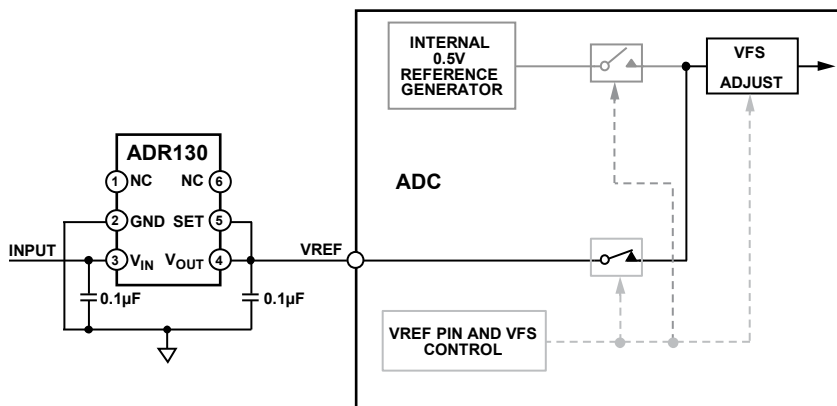 INTERNAL
0.5V
REFERENCE
GENERATOR
VFS
ADJUST
ADC
ADR130
1 NC
NC 6
2 GND
SET 5
INPUT
3 VIN
VOUT 4
VREF
0.1µF
0.1µF
VREF PIN AND VFS
CONTROL